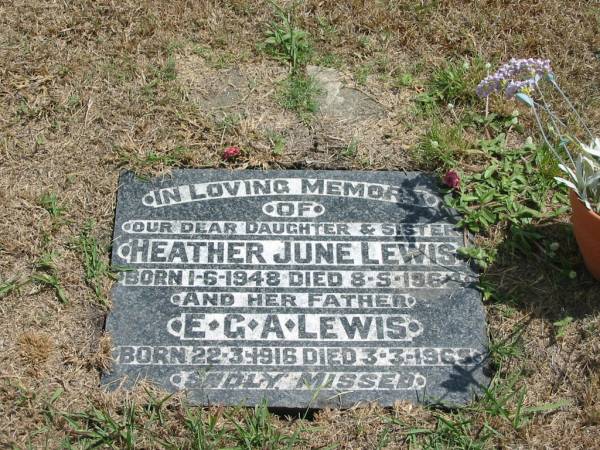 IN LOVING MEMORY
OF
OUR DEAR DAUGHTER & SISTER
HEATHER JUNE LEWIS
BORN 1-6-1948 DIED 8-5-196
AND HER FATHER
E·G·A·LEWIS
BORN 22·3·1916 DIED 3·3·1965
SADLY MISSED